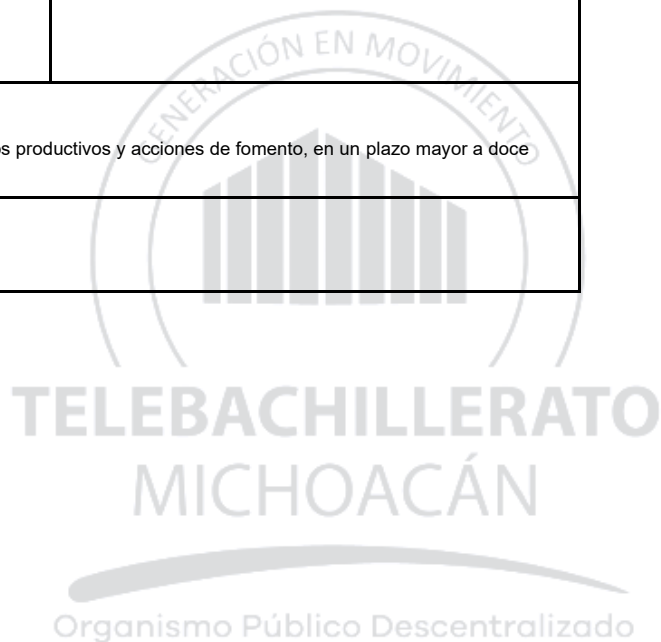 GENERACIÓN EN MOVIMIENTO
s productivos y acciones de fomento, en un plazo mayor a doce
TELEBACHILLERATO
MICHOACÁN
Organismo Público Descentralizado